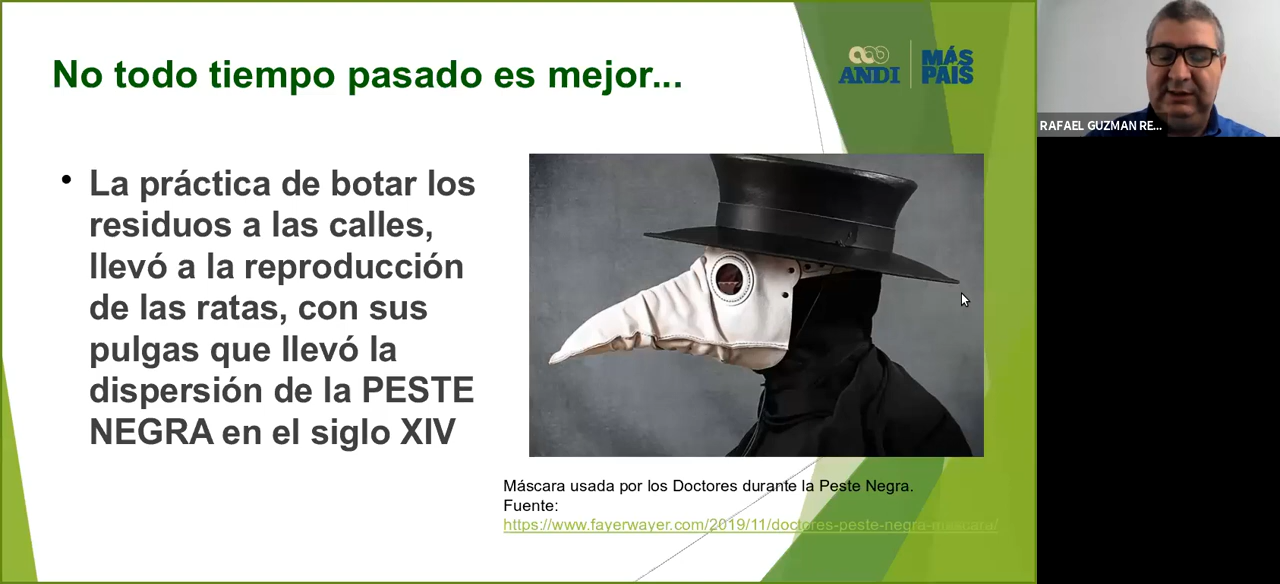 No todo tiempo pasado es mejor...
ANDI
MÁS
PAÍS
RAFAEL GUZMAN RE...
• La práctica de botar los
residuos a las calles,
llevó a la reproducción
de las ratas, con sus
pulgas que llevó la
dispersión de la PESTE
NEGRA en el siglo XIV
Máscara usada por los Doctores durante la Peste Negra.
Fuente:
https://www.fayerwayer.com/2019/11/doctores-peste-negra-mascara/